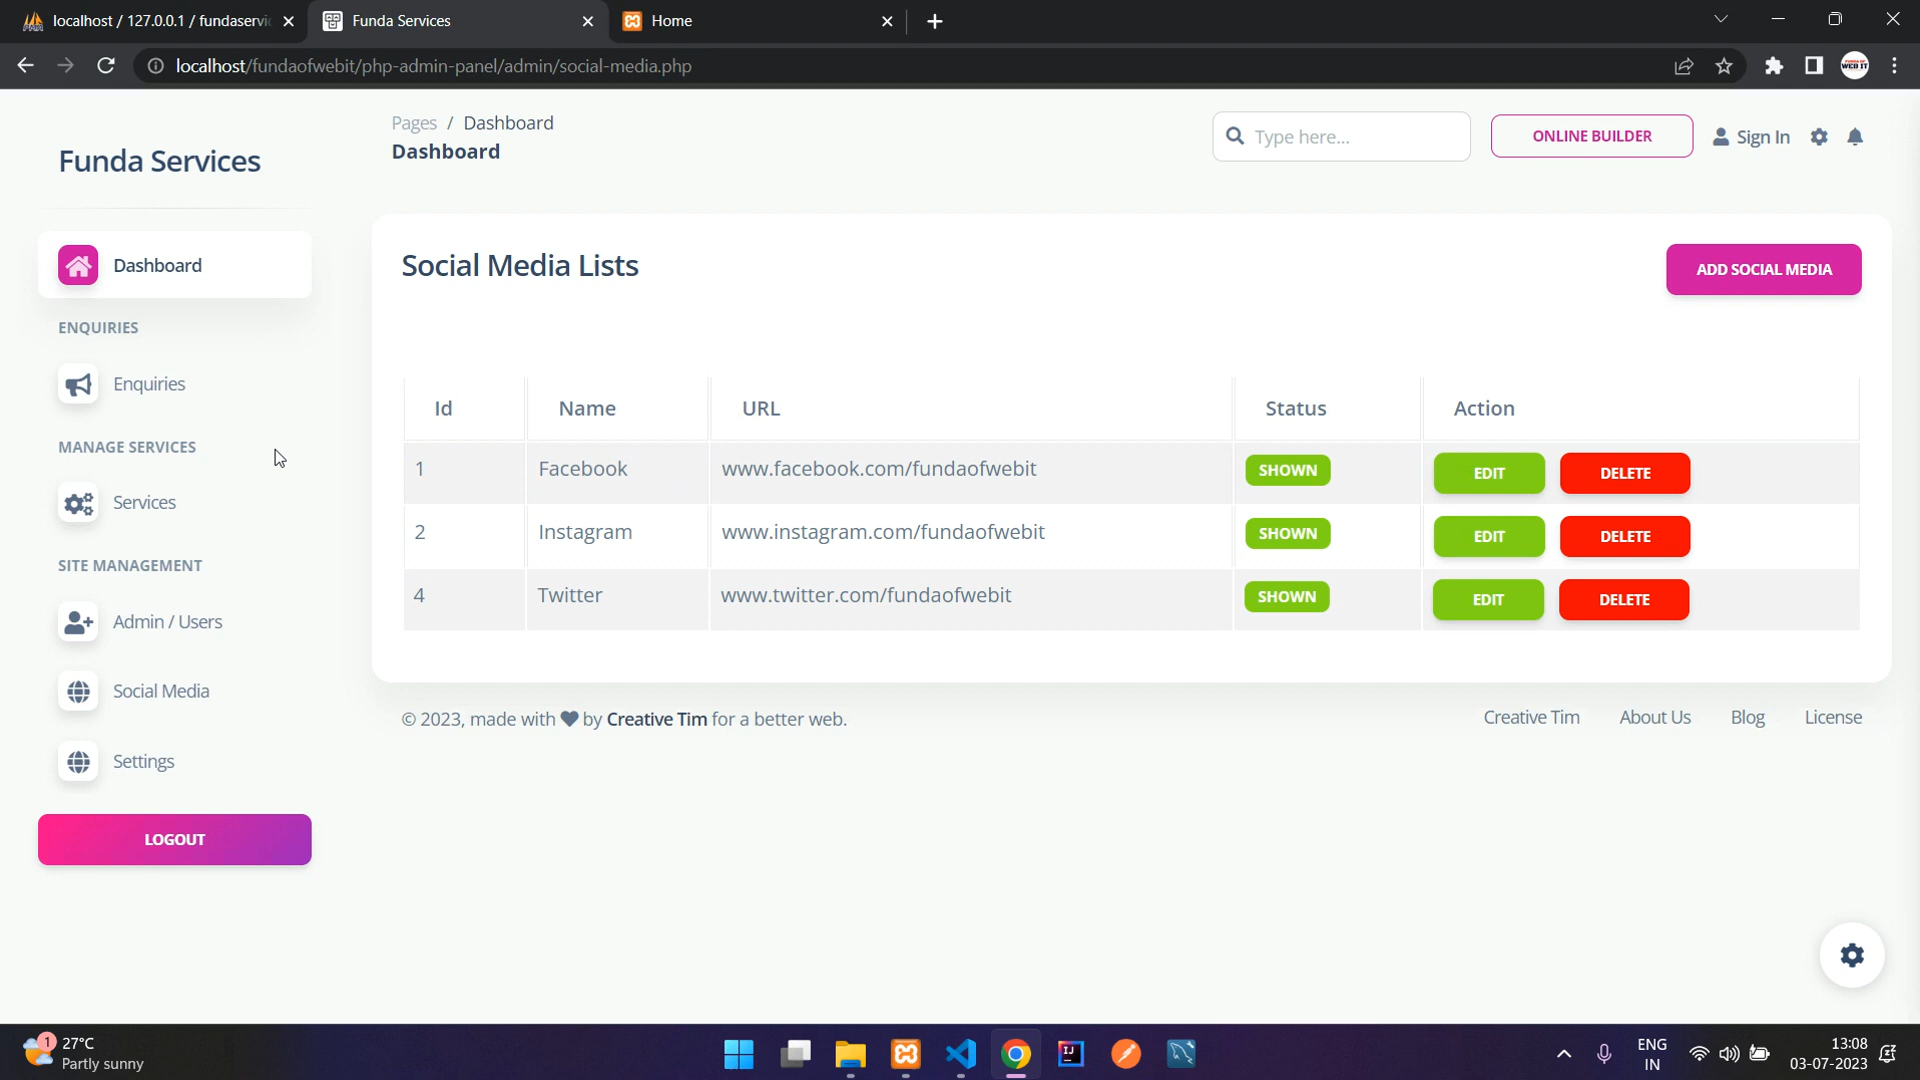 localhost / 127.0.0.1 / fundaservi
Funda Services
Home
localhost/fundaofwebit/php-admin-panel/admin/social-media.php
WEB IT
Funda Services
Pages / Dashboard
Dashboard
Type here...
ONLINE BUILDER
Sign In
Dashboard
ENQUIRIES
Enquiries
MANAGE SERVICES
Services
SITE MANAGEMENT
Admin / Users
Social Media
Settings
LOGOUT
Social Media Lists
ADD SOCIAL MEDIA
Id Name URL Status Action
1 Facebook www.facebook.com/fundaofwebit SHOWN EDIT DELETE
2 Instagram www.instagram.com/fundaofwebit SHOWN EDIT DELETE
4 Twitter www.twitter.com/fundaofwebit SHOWN EDIT DELETE
© 2023, made with by Creative Tim for a better web.
Creative Tim About Us Blog License
1
27°C
Partly sunny
IJ
ENG
IN
13:08
03-07-2023